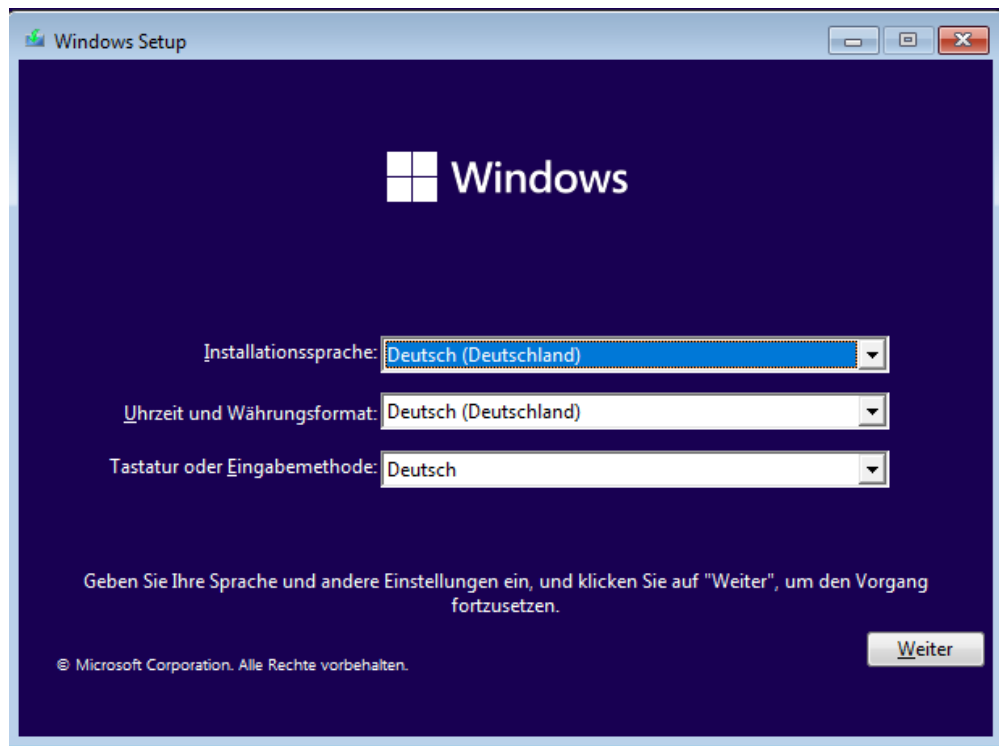 Windows Setup
Windows
Installationssprache: Deutsch (Deutschland)
Uhrzeit und Währungsformat: Deutsch (Deutschland)
Tastatur oder Eingabemethode: Deutsch
Geben Sie Ihre Sprache und andere Einstellungen ein, und klicken Sie auf "Weiter", um den Vorgang
fortzusetzen.
Weiter
© Microsoft Corporation. Alle Rechte vorbehalten.